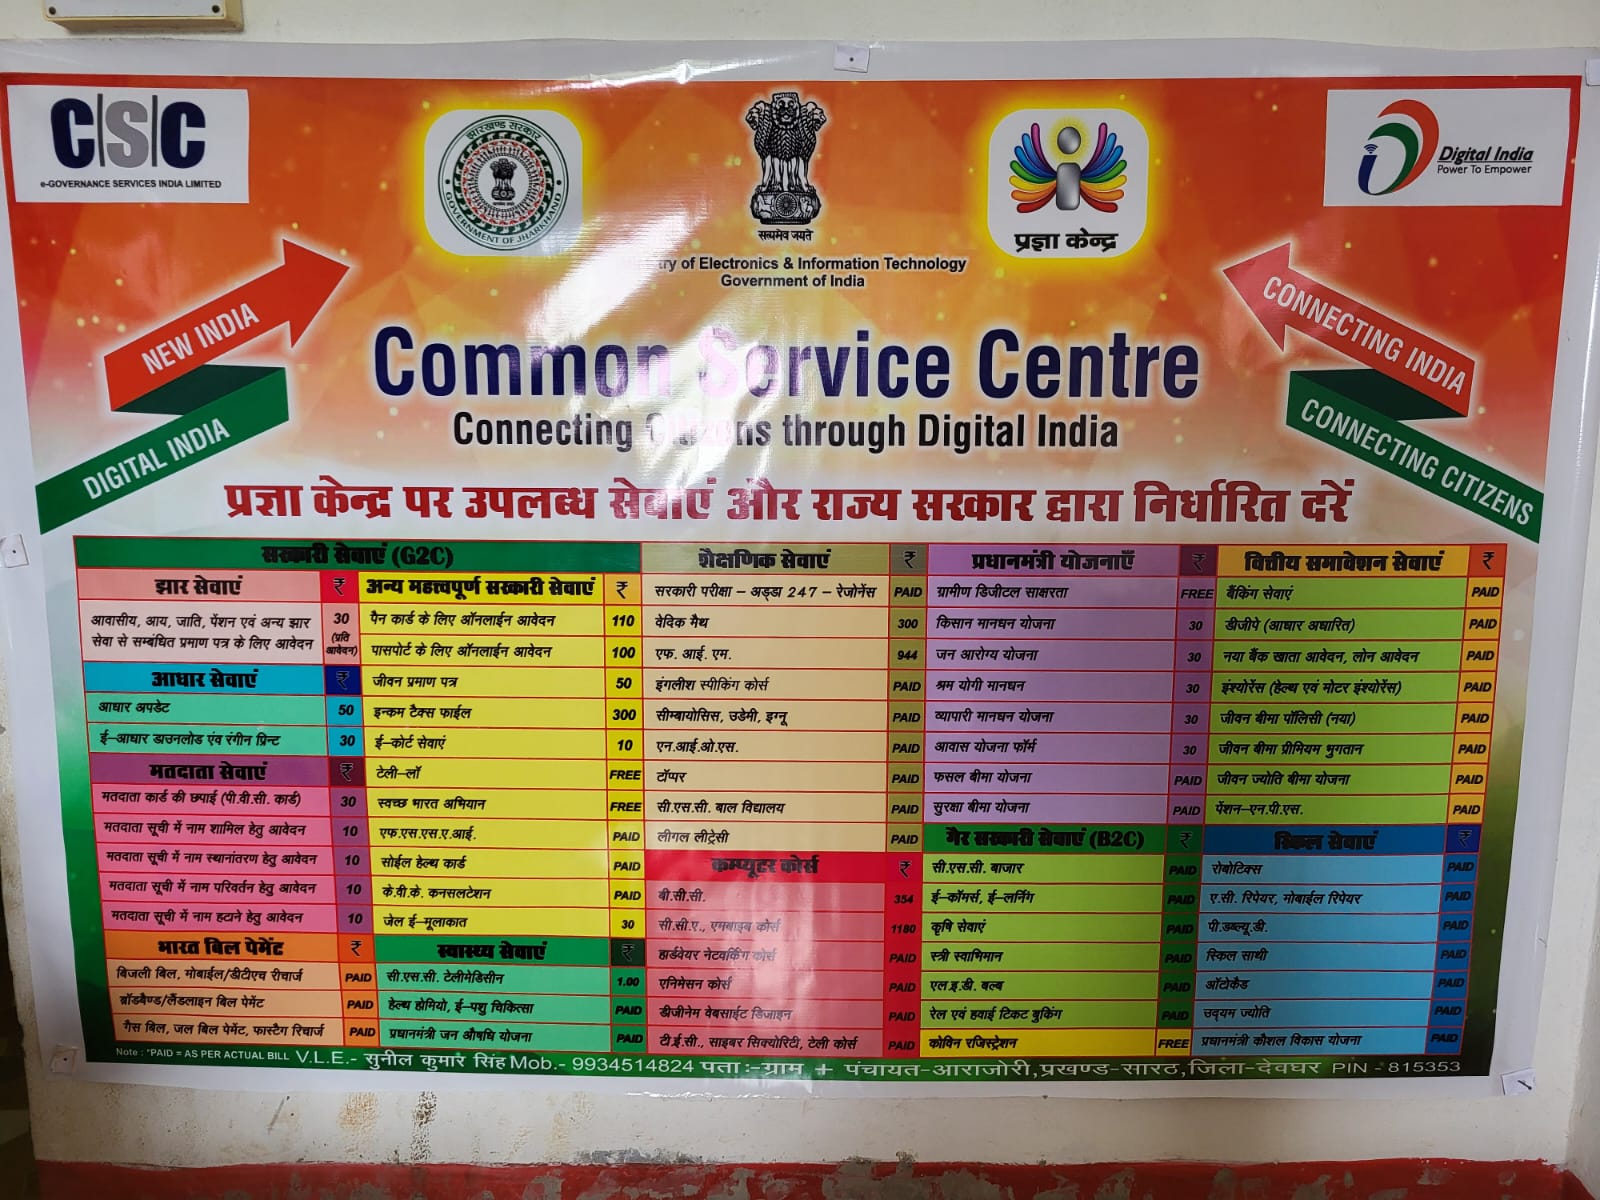 C|S|C
e-GOVERNANCE SERVICES INDIA LIMITED
झारखण्ड सरकार
GOVERNMENT OF JHARKHAND
सत्यमेव जयते
प्रज्ञा केन्द्र
Digital India
Power To Empower
of Electronics & Information Technology
Government of India
NEW INDIA
DIGITAL INDIA
CONNECTING INDIA
CONNECTING CITIZENS
Common Service Centre
Connecting Citizens through Digital India
प्रज्ञा केन्द्र पर उपलब्ध सेवाएं और राज्य सरकार द्वारा निर्धारित दरें
सरकारी सेवाएं (G2C)
झार सेवाएं ₹
आवासीय, आय, जाति, पेंशन एवं अन्य झार 30
सेवा से सम्बंधित प्रमाण पत्र के लिए आवेदन (प्रति आवेदन)
आधार सेवाएं ₹
आधार अपडेट 50
ई–आधार डाउनलोड एंव रंगीन प्रिन्ट 30
मतदाता सेवाएं ₹
मतदाता कार्ड की छपाई (पी.वी.सी. कार्ड) 30
मतदाता सूची में नाम शामिल हेतु आवेदन 10
मतदाता सूची में नाम स्थानांतरण हेतु आवेदन 10
मतदाता सूची में नाम परिवर्तन हेतु आवेदन 10
मतदाता सूची में नाम हटाने हेतु आवेदन 10
भारत बिल पेमेंट ₹
बिजली बिल, मोबाईल/डीटीएच रीचार्ज PAID
ब्रॉडबैण्ड/लैंडलाइन बिल पेमेंट PAID
गैस बिल, जल बिल पेमेंट, फास्टैग रिचार्ज PAID
अन्य महत्त्वपूर्ण सरकारी सेवाएं ₹
पैन कार्ड के लिए ऑनलाईन आवेदन 110
पासपोर्ट के लिए ऑनलाईन आवेदन 100
जीवन प्रमाण पत्र 50
इन्कम टैक्स फाईल 300
ई–कोर्ट सेवाएं 10
टेली–लॉ FREE
स्वच्छ भारत अभियान FREE
एफ.एस.एस.ए.आई. PAID
सोईल हेल्थ कार्ड PAID
के.वी.के. कनसलटेशन PAID
जेल ई–मूलाकात 30
स्वास्थ्य सेवाएं ₹
सी.एस.सी. टेलीमेडिसीन 1.00
हेल्थ होमियो, ई–पशु चिकित्सा PAID
प्रधानमंत्री जन औषधि योजना PAID
शैक्षणिक सेवाएं ₹
सरकारी परीक्षा – अड्डा 247 – रेजोनेंस PAID
वेदिक मैथ 300
एफ. आई. एम. 944
इंगलीश स्पीकिंग कोर्स PAID
सीम्बायोसिस, उडेमी, इग्नू PAID
एन.आई.ओ.एस. PAID
टॉप्पर PAID
सी.एस.सी. बाल विद्यालय PAID
लीगल लीट्रेसी PAID
कम्प्यूटर कोर्स ₹
बी.सी.सी. 354
सी.सी.ए., एमबाइब कोर्स 1180
हार्डवेयर नेटवर्किंग कोर्स PAID
एनिमेसन कोर्स PAID
डीजीनेम वेबसाईट डिजाइन PAID
टी.ई.सी., साइबर सिक्योरिटी, टेली कोर्स PAID
प्रधानमंत्री योजनाएँ ₹
ग्रामीण डिजीटल साक्षरता FREE
किसान मानधन योजना 30
जन आरोग्य योजना 30
श्रम योगी मानधन 30
व्यापारी मानधन योजना 30
आवास योजना फॉर्म 30
फसल बीमा योजना PAID
सुरक्षा बीमा योजना PAID
गैर सरकारी सेवाएं (B2C) ₹
सी.एस.सी. बाजार PAID
ई–कॉमर्स, ई–लर्निंग PAID
कृषि सेवाएं PAID
स्त्री स्वाभिमान PAID
एल.इ.डी. बल्ब PAID
रेल एवं हवाई टिकट बुकिंग PAID
कोविन रजिस्ट्रेशन FREE
वित्तीय समावेशन सेवाएं ₹
बैंकिंग सेवाएं PAID
डीजीपे (आधार अधारित) PAID
नया बैंक खाता आवेदन, लोन आवेदन PAID
इंश्योरेंस (हेल्थ एवं मोटर इंश्योरेंस) PAID
जीवन बीमा पॉलिसी (नया) PAID
जीवन बीमा प्रीमियम भुगतान PAID
जीवन ज्योति बीमा योजना PAID
पेंशन–एन.पी.एस. PAID
स्किल सेवाएं ₹
रोबोटिक्स PAID
ए.सी. रिपेयर, मोबाईल रिपेयर PAID
पी.डब्ल्यू.डी. PAID
स्किल साथी PAID
ऑटोकैड PAID
उद्‌यम ज्योति PAID
प्रधानमंत्री कौशल विकास योजना PAID
Note : *PAID = AS PER ACTUAL BILL V.L.E.- सुनील कुमार सिंह Mob.- 9934514824 पता :-ग्राम + पंचायत-आराजोरी,प्रखण्ड-सारठ,जिला-देवघर PIN - 815353